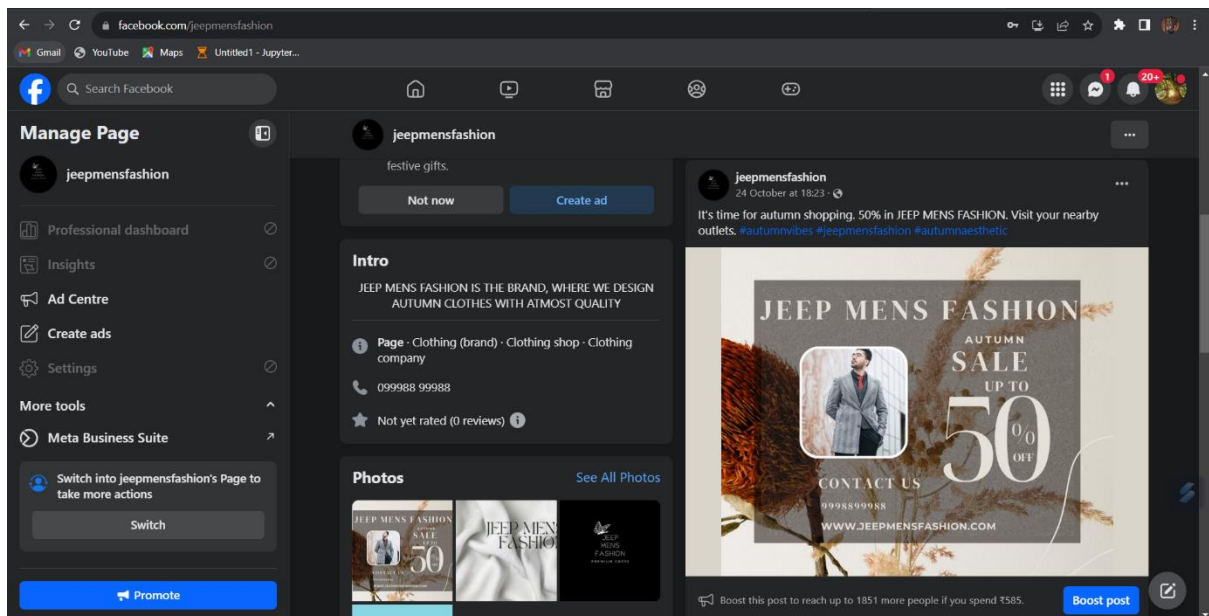 facebook.com/jeepmensfashion
Gmail YouTube Maps Untitled1 - Jupyter...
Search Facebook
1
20+
Manage Page
jeepmensfashion
Professional dashboard
Insights
Ad Centre
Create ads
Settings
More tools
Meta Business Suite
Switch into jeepmensfashion's Page to
take more actions
Switch
Promote
jeepmensfashion
festive gifts.
Not now Create ad
Intro
JEEP MENS FASHION IS THE BRAND, WHERE WE DESIGN
AUTUMN CLOTHES WITH ATMOST QUALITY
Page · Clothing (brand) · Clothing shop · Clothing
company
099988 99988
Not yet rated (0 reviews)
Photos See All Photos
JEEP MENS FASHION
SALE
50
JEEP MEN
FASHIO
JEEP
MENS
FASHION
jeepmensfashion
24 October at 18:23 ·
It's time for autumn shopping. 50% in JEEP MENS FASHION. Visit your nearby
outlets. #autumnvibes #jeepmensfashion #autumnaesthetic
JEEP MENS FASHION
AUTUMN
SALE
UP TO
50%
OFF
CONTACT US
9998899988
WWW.JEEPMENSFASHION.COM
Boost this post to reach up to 1851 more people if you spend ₹585.
Boost post